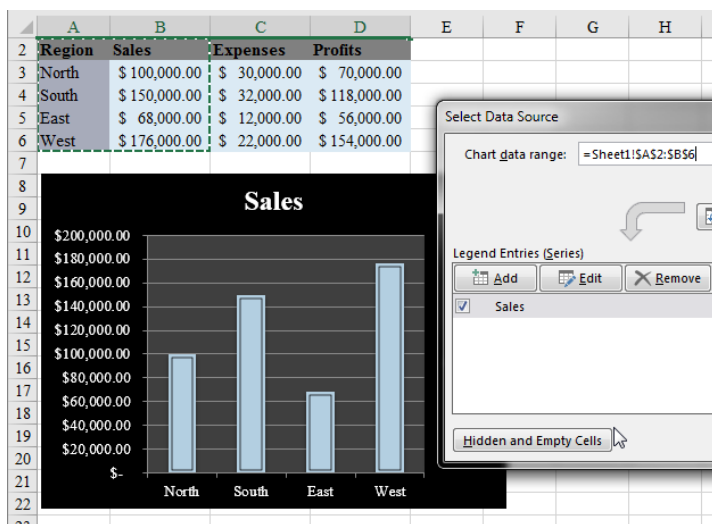 A B C D E F G H
2 Region Sales Expenses Profits
3 North $ 100,000.00 $ 30,000.00 $ 70,000.00
4 South $ 150,000.00 $ 32,000.00 $ 118,000.00
5 East $ 68,000.00 $ 12,000.00 $ 56,000.00
6 West $ 176,000.00 $ 22,000.00 $ 154,000.00
7
8
9
10
11
12
13
14
15
16
17
18
19
20
21
22
Sales
$200,000.00
$180,000.00
$160,000.00
$140,000.00
$120,000.00
$100,000.00
$80,000.00
$60,000.00
$40,000.00
$20,000.00
$-
North South East West
Select Data Source
Chart data range: =Sheet1!$A$2:$B$6
Legend Entries (Series)
Add Edit Remove
Sales
Hidden and Empty Cells